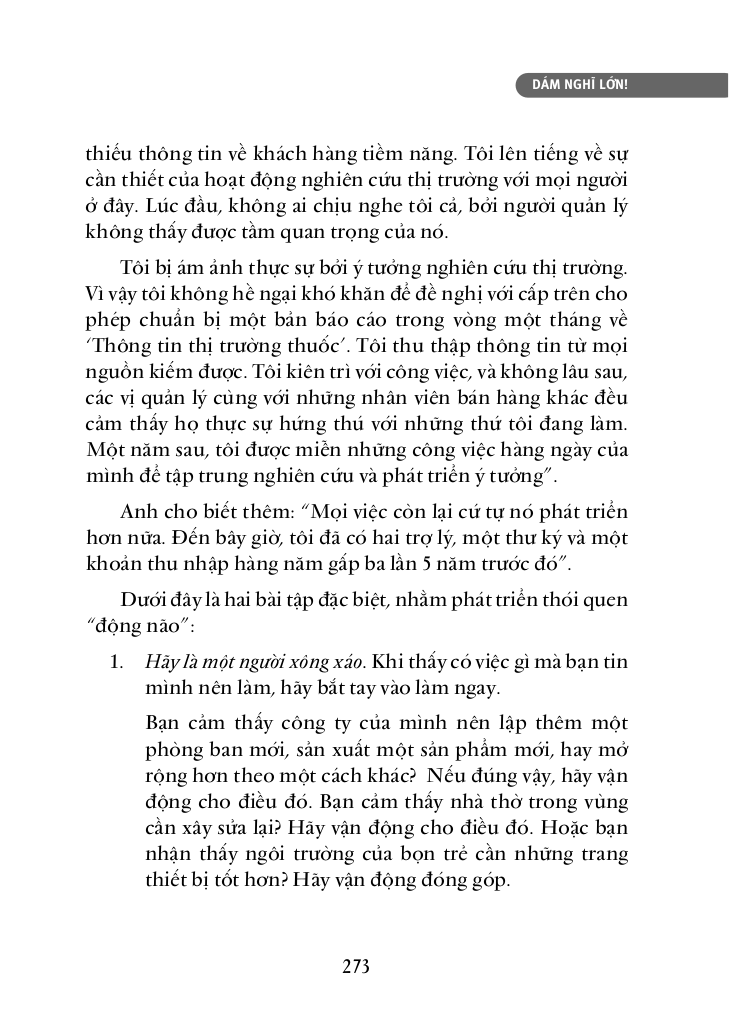 DÁM NGHĨ LỚN!
thiếu thông tin về khách hàng tiềm năng. Tôi lên tiếng về sự
cần thiết của hoạt động nghiên cứu thị trường với mọi người
ở đây. Lúc đầu, không ai chịu nghe tôi cả, bởi người quản lý
không thấy được tầm quan trọng của nó.
Tôi bị ám ảnh thực sự bởi ý tưởng nghiên cứu thị trường.
Vì vậy tôi không hề ngại khó khăn để đề nghị với cấp trên cho
phép chuẩn bị một bản báo cáo trong vòng một tháng về
‘Thông tin thị trường thuốc’. Tôi thu thập thông tin từ mọi
nguồn kiếm được. Tôi kiên trì với công việc, và không lâu sau,
các vị quản lý cùng với những nhân viên bán hàng khác đều
cảm thấy họ thực sự hứng thú với những thứ tôi đang làm.
Một năm sau, tôi được miễn những công việc hàng ngày của
mình để tập trung nghiên cứu và phát triển ý tưởng”.
Anh cho biết thêm: “Mọi việc còn lại cứ tự nó phát triển
hơn nữa. Đến bây giờ, tôi đã có hai trợ lý, một thư ký và một
khoản thu nhập hàng năm gấp ba lần 5 năm trước đó”.
Dưới đây là hai bài tập đặc biệt, nhằm phát triển thói quen
“động não”:
1. Hãy là một người xông xáo. Khi thấy có việc gì mà bạn tin
mình nên làm, hãy bắt tay vào làm ngay.
Bạn cảm thấy công ty của mình nên lập thêm một
phòng ban mới, sản xuất một sản phẩm mới, hay mở
rộng hơn theo một cách khác? Nếu đúng vậy, hãy vận
động cho điều đó. Bạn cảm thấy nhà thờ trong vùng
cần xây sửa lại? Hãy vận động cho điều đó. Hoặc bạn
nhận thấy ngôi trường của bọn trẻ cần những trang
thiết bị tốt hơn? Hãy vận động đóng góp.
273